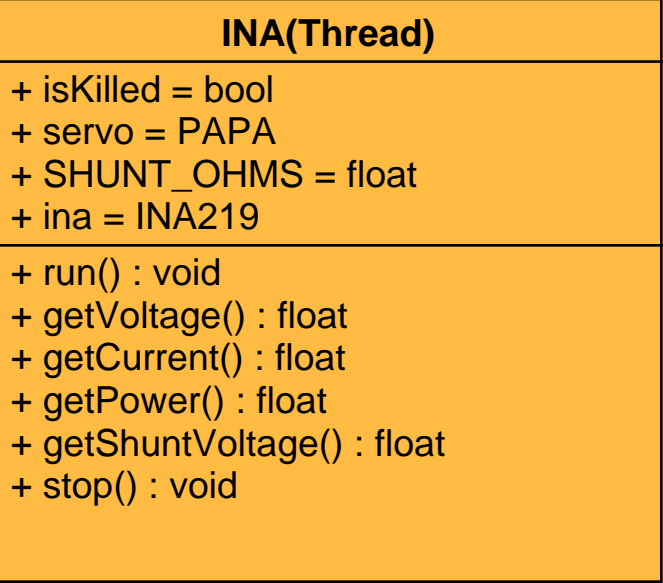 INA(Thread)
+ isKilled = bool
+ servo = PAPA
+ SHUNT_OHMS = float
+ ina = INA219
+ run() : void
+ getVoltage() : float
+ getCurrent() : float
+ getPower() : float
+ getShuntVoltage() : float
+ stop() : void